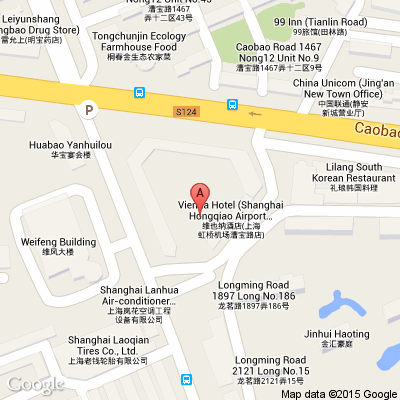 Leiyunshang
(Mingbao Drug Store)
雷允上(明宝药店)
Nong12 Unit No.43
漕宝路1467
弄十二区43号
Tongchunjin Ecology
Farmhouse Food
桐春金生态农家菜
99 Inn (Tianlin Road)
99旅馆(田林路)
Caobao Road 1467
Nong12 Unit No.9
漕宝路1467
弄十二区9号
China Unicom (Jing'an
New Town Office)
中国联通(静安
新城营业厅)
P
S124
←
Caobao
Huabao Yanhuilou
华宝宴会楼
Lilang South
Korean Restaurant
礼琅韩国料理
A
Vienna Hotel (Shanghai
Hongqiao Airport...
维也纳酒店(上海
虹桥机场漕宝路店)
Weifeng Building
维风大楼
Shanghai Lanhua
Air-conditioner...
上海岚花空调工程
设备有限公司
Longming Road
1897 Long No.186
龙茗路1897弄186号
Shanghai Laoqian
Tires Co., Ltd.
上海老钱轮胎有限公司
Jinhui Haoting
金汇豪庭
Longming Road
2121 Long No.15
龙茗路2121弄15号
Google
Map data ©2015 Google